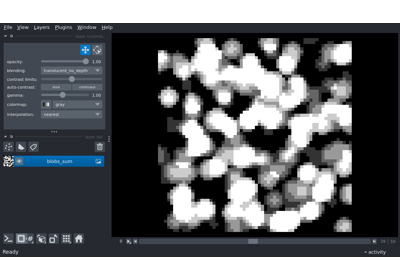 File View Layers Plugins Window Help
opacity: 1.00
blending: translucent_no_depth
contrast limits:
auto-contrast: once continuous
gamma: 1.00
colormap: gray
interpolation: nearest
blobs_sum
Ready
activity